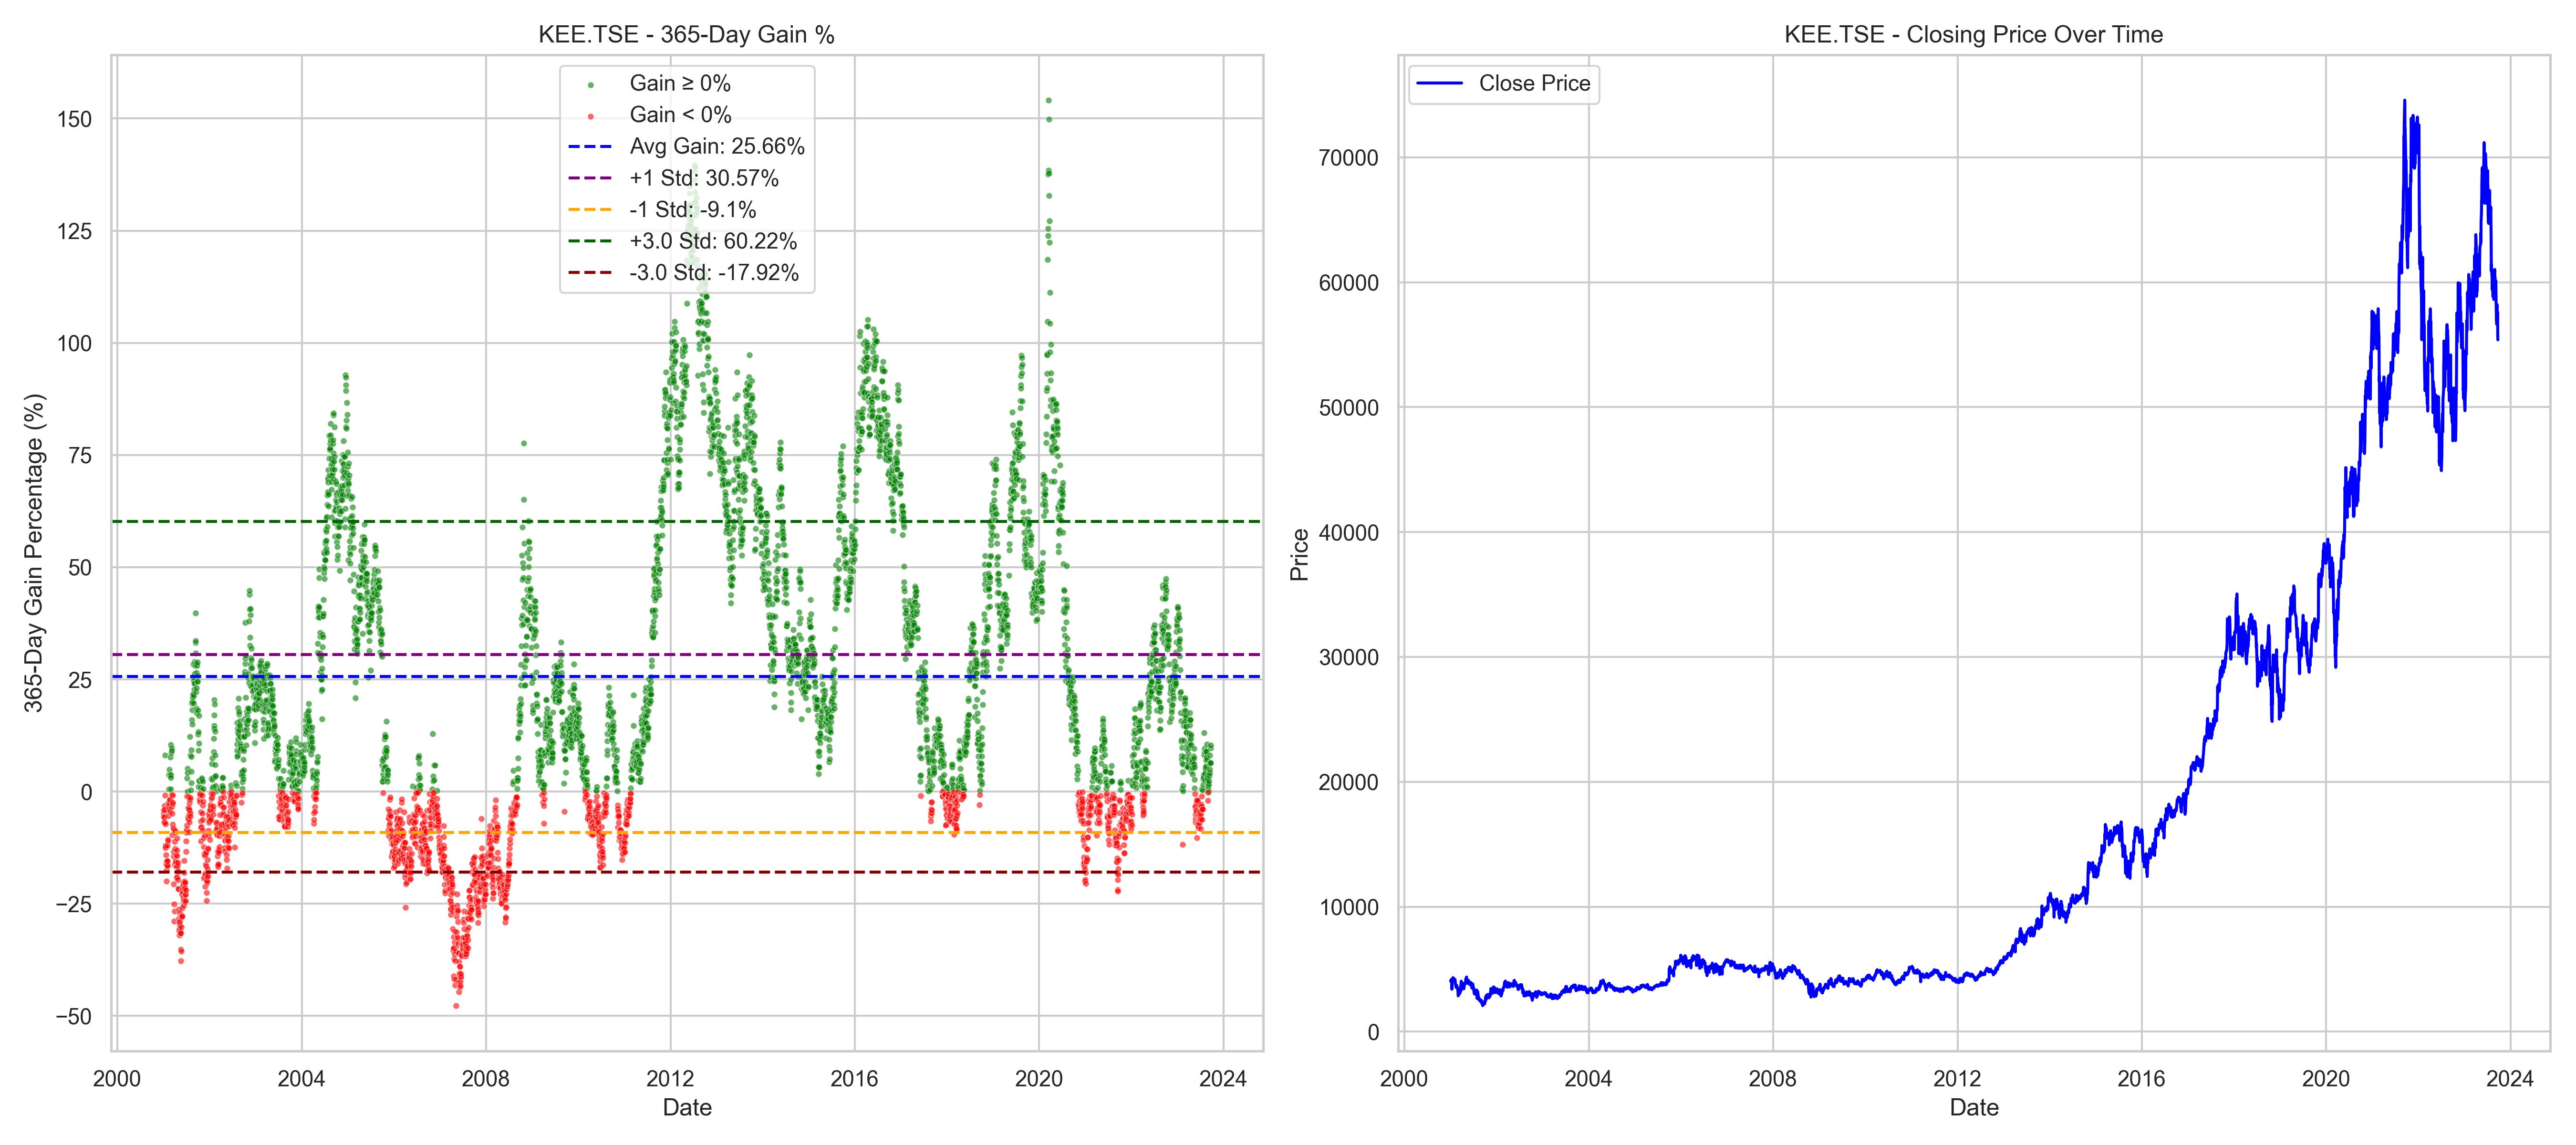 KEE.TSE - 365-Day Gain %
Gain ≥ 0%
Gain < 0%
Avg Gain: 25.66%
+1 Std: 30.57%
-1 Std: -9.1%
+3.0 Std: 60.22%
-3.0 Std: -17.92%
365-Day Gain Percentage (%)
150
125
100
75
50
25
0
−25
−50
2000 2004 2008 2012 2016 2020 2024
Date
KEE.TSE - Closing Price Over Time
Close Price
Price
70000
60000
50000
40000
30000
20000
10000
0
2000 2004 2008 2012 2016 2020 2024
Date